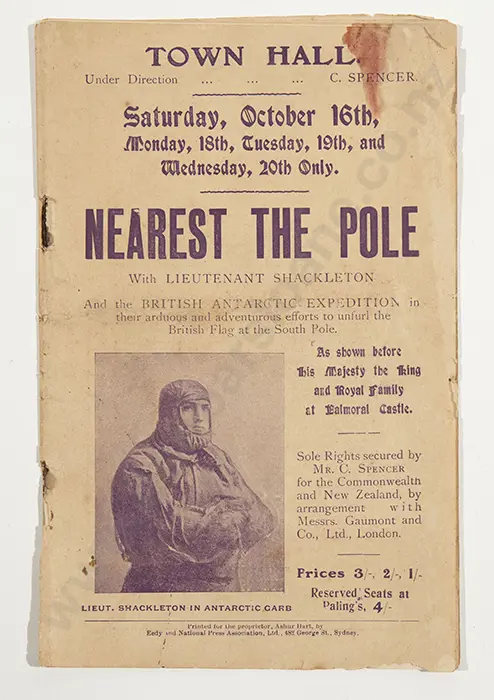 TOWN HALL.
Under Direction ... ... ... C. SPENCER.
Saturday, October 16th,
Monday, 18th, Tuesday, 19th, and
Wednesday, 20th Only.
NEAREST THE POLE
With LIEUTENANT SHACKLETON
And the BRITISH ANTARCTIC EXPEDITION in
their arduous and adventurous efforts to unfurl the
British Flag at the South Pole.
As shown before
His Majesty the King
and Royal Family
at Balmoral Castle.
Sole Rights secured by
MR. C. SPENCER
for the Commonwealth
and New Zealand, by
arrangement with
Messrs. Gaumont and
Co., Ltd., London.
Prices 3/-, 2/-, 1/-
Reserved Seats at
Paling's, 4/-
LIEUT. SHACKLETON IN ANTARCTIC GARB
Printed for the proprietor, Arthur Hart, by
and National Press Association, Ltd., 492 George St., Sydney.